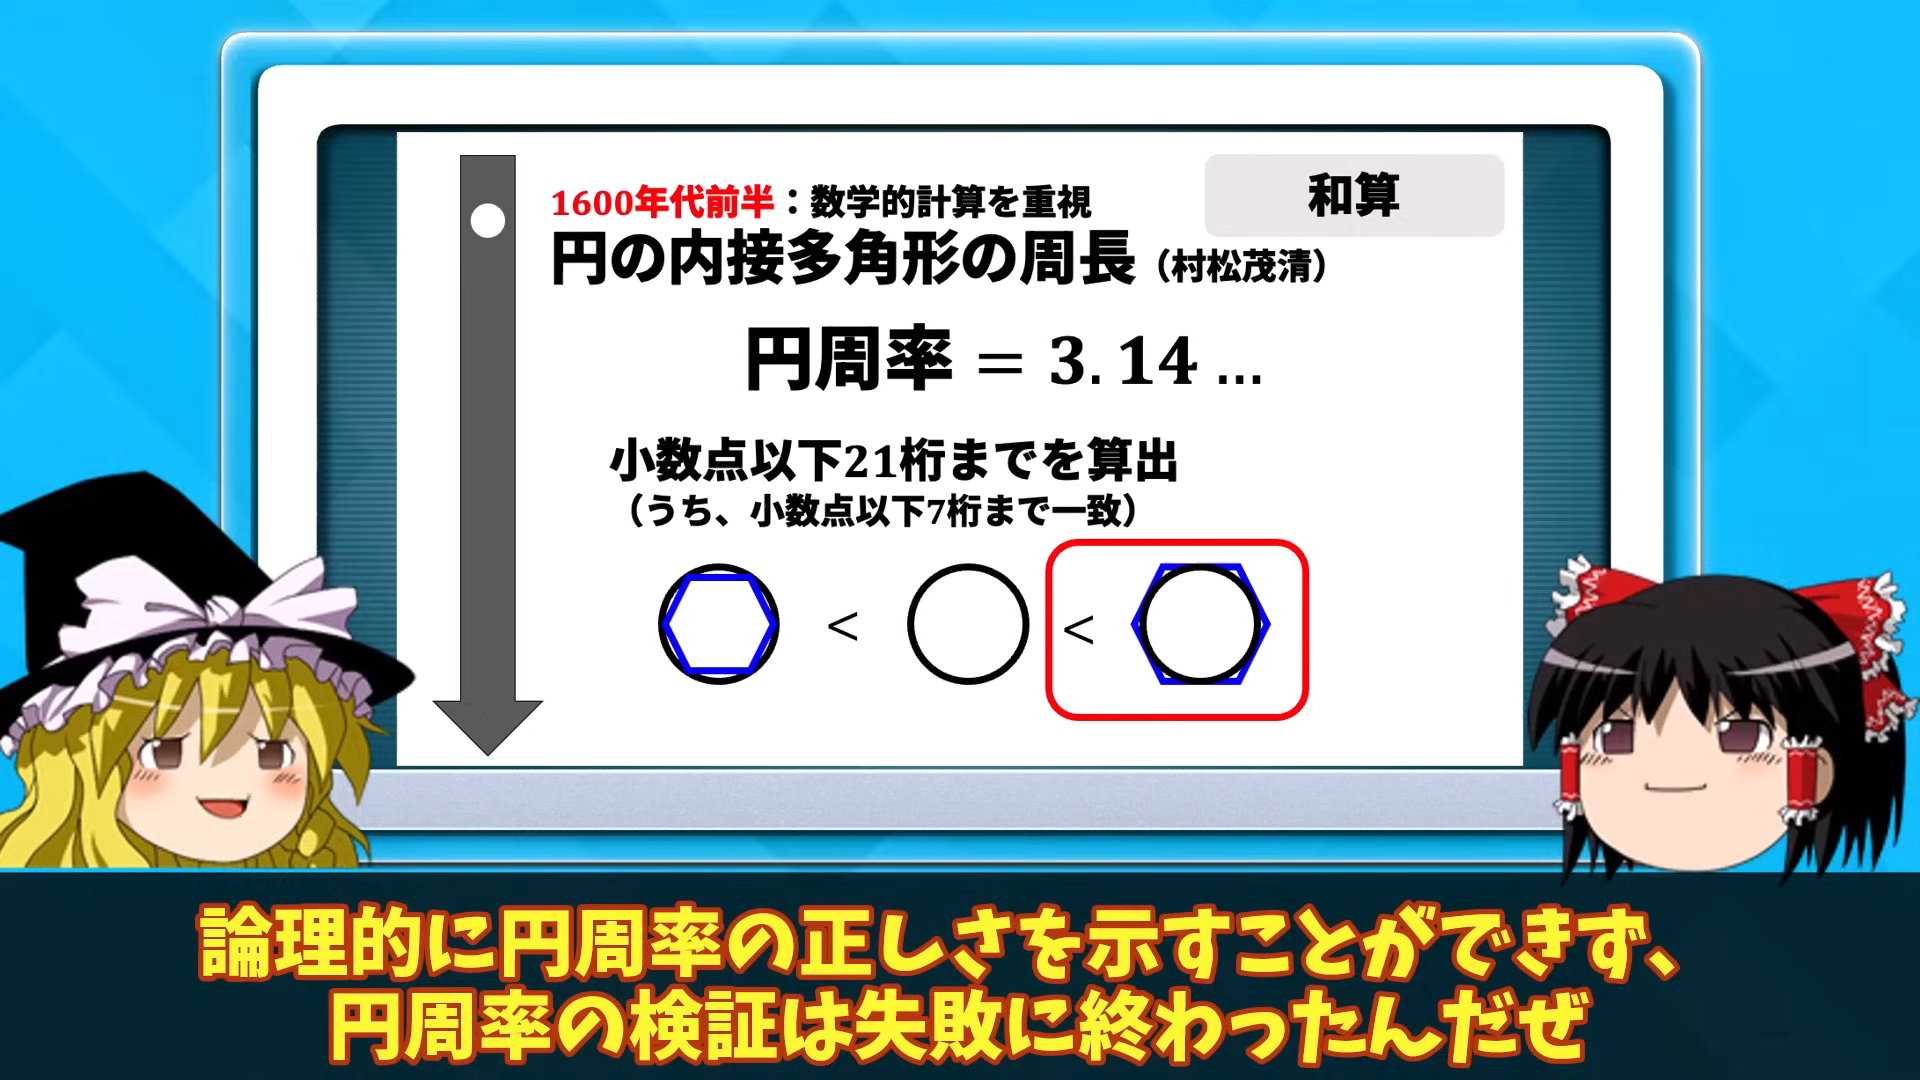 和算
1600年代前半：数学的計算を重視
円の内接多角形の周長（村松茂清）
円周率 = 3.14 …
小数点以下21桁までを算出
（うち、小数点以下7桁まで一致）
< <
論理的に円周率の正しさを示すことができず、
円周率の検証は失敗に終わったんだぜ